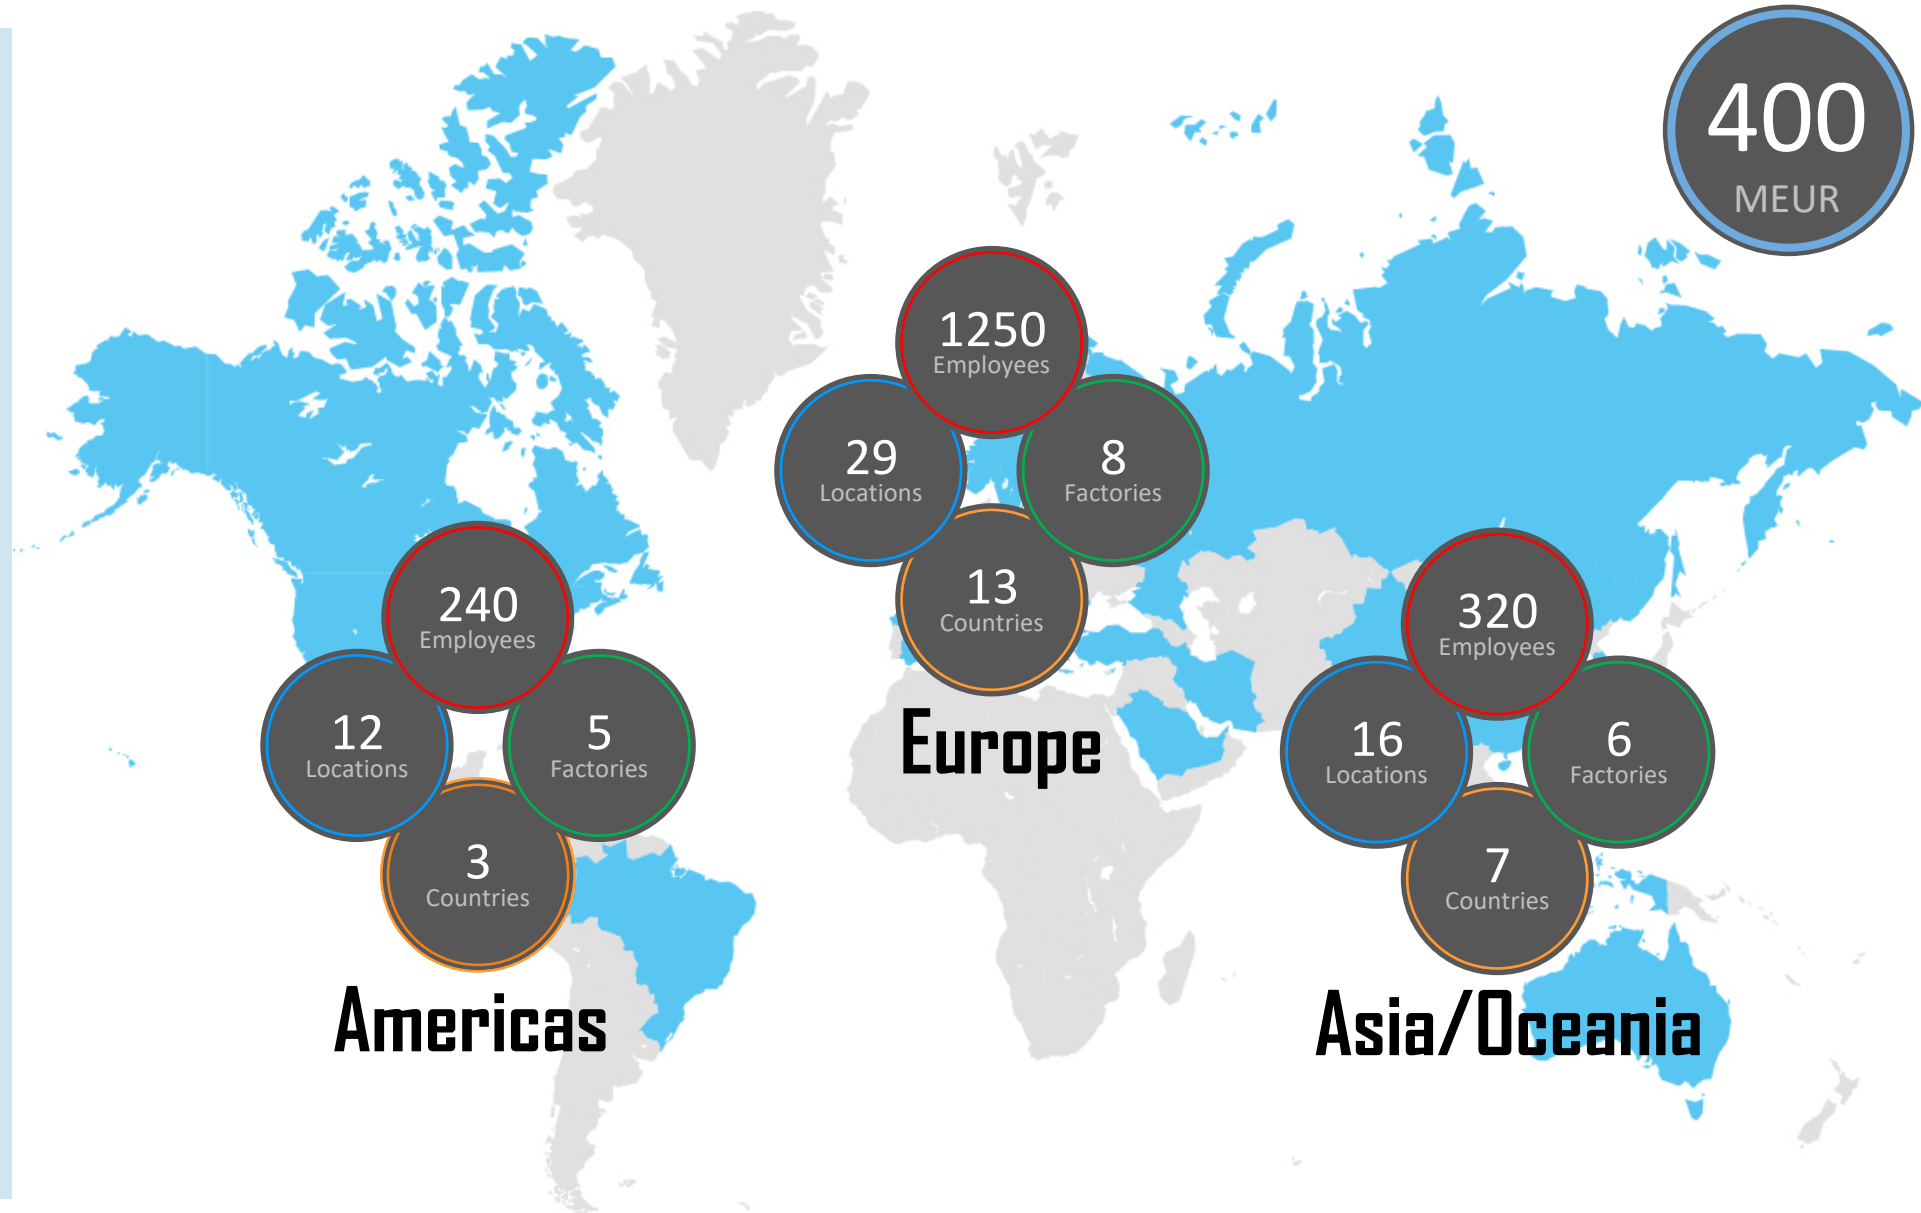 400
MEUR
1250
Employees
29
Locations
8
Factories
13
Countries
Europe
240
Employees
12
Locations
5
Factories
3
Countries
Americas
320
Employees
16
Locations
6
Factories
7
Countries
Asia/Oceania